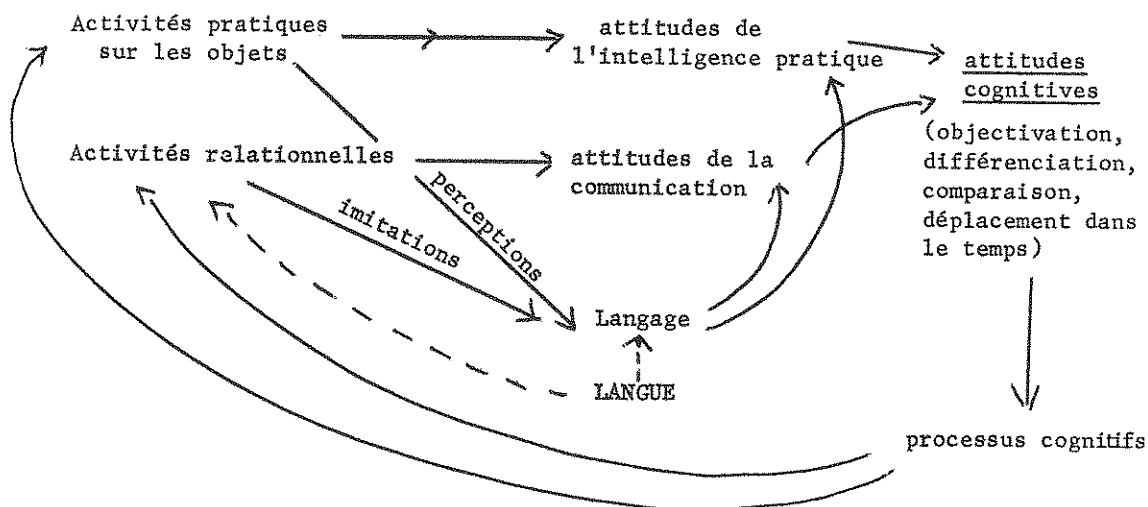 Activités pratiques
sur les objets
attitudes de
l'intelligence pratique
attitudes
cognitives
(objectivation,
différenciation,
comparaison,
déplacement dans
le temps)
Activités relationnelles
attitudes de la
communication
perceptions
imitations
Langage
LANGUE
processus cognitifs